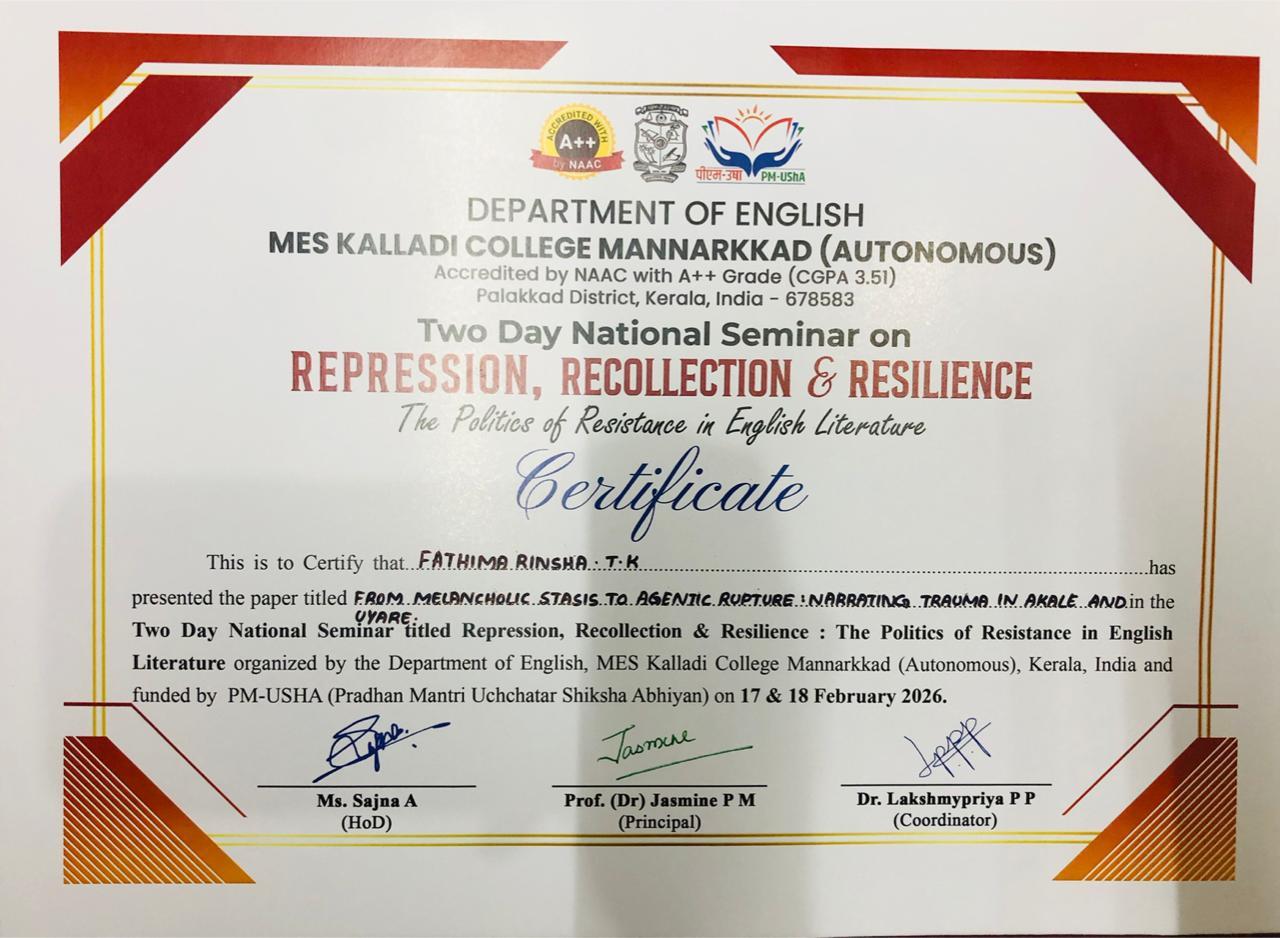 ACCREDITED WITH
A++
by NAAC
पीएम-उषा PM-UShA
DEPARTMENT OF ENGLISH
MES KALLADI COLLEGE MANNARKKAD (AUTONOMOUS)
Accredited by NAAC with A++ Grade (CGPA 3.51)
Palakkad District, Kerala, India - 678583
Two Day National Seminar on
REPRESSION, RECOLLECTION & RESILIENCE
The Politics of Resistance in English Literature
Certificate
This is to Certify that FATHIMA RINSHA. T.K has
presented the paper titled FROM MELANCHOLIC STASIS TO AGENTIC RUPTURE : NARRATING TRAUMA IN AKALE AND in the
UYARE.
Two Day National Seminar titled Repression, Recollection & Resilience : The Politics of Resistance in English
Literature organized by the Department of English, MES Kalladi College Mannarkkad (Autonomous), Kerala, India and
funded by PM-USHA (Pradhan Mantri Uchchatar Shiksha Abhiyan) on 17 & 18 February 2026.
Jasmine
Ms. Sajna A Prof. (Dr) Jasmine P M Dr. Lakshmypriya P P
(HoD) (Principal) (Coordinator)